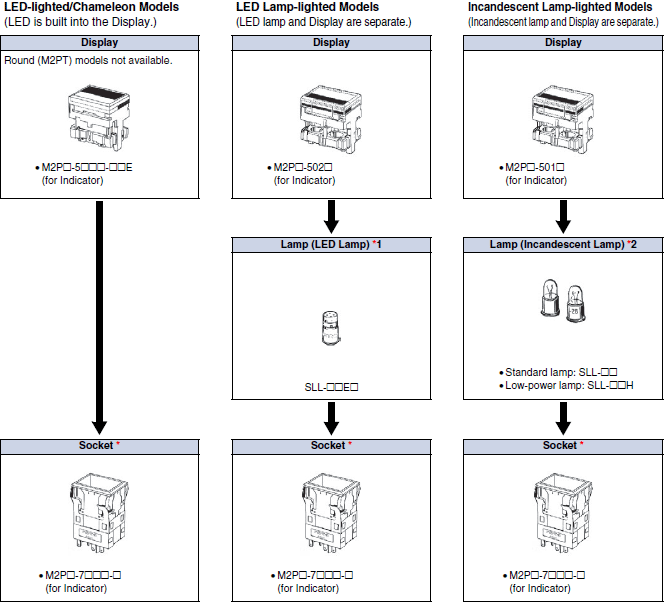 LED-lighted/Chameleon Models
(LED is built into the Display.)
Display
Round (M2PT) models not available.
• M2P□-5□□□-□□E
(for Indicator)
Socket *
• M2P□-7□□□-□
(for Indicator)
LED Lamp-lighted Models
(LED lamp and Display are separate.)
Display
• M2P□-502□
(for Indicator)
Lamp (LED Lamp) *1
SLL-□□E□
Socket *
• M2P□-7□□□-□
(for Indicator)
Incandescent Lamp-lighted Models
(Incandescent lamp and Display are separate.)
Display
• M2P□-501□
(for Indicator)
Lamp (Incandescent Lamp) *2
• Standard lamp: SLL-□□
• Low-power lamp: SLL-□□H
Socket *
• M2P□-7□□□-□
(for Indicator)